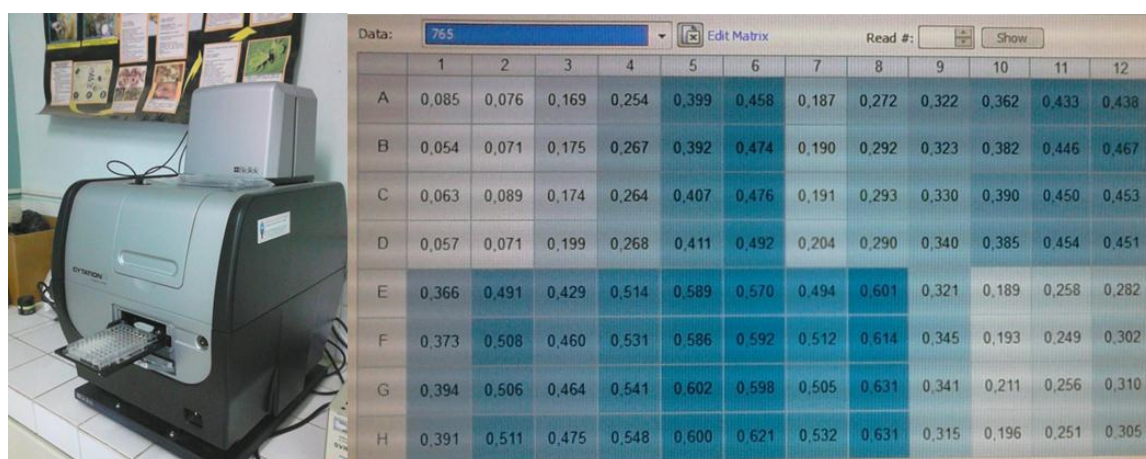 BioTek
CYTATION
Data: 765 Edit Matrix Read #: Show
1 2 3 4 5 6 7 8 9 10 11 12
A 0,085 0,076 0,169 0,254 0,399 0,458 0,187 0,272 0,322 0,362 0,433 0,438
B 0,054 0,071 0,175 0,267 0,392 0,474 0,190 0,292 0,323 0,382 0,446 0,467
C 0,063 0,089 0,174 0,264 0,407 0,476 0,191 0,293 0,330 0,390 0,450 0,453
D 0,057 0,071 0,199 0,268 0,411 0,492 0,204 0,290 0,340 0,385 0,454 0,451
E 0,366 0,491 0,429 0,514 0,589 0,570 0,494 0,601 0,321 0,189 0,258 0,282
F 0,373 0,508 0,460 0,531 0,586 0,592 0,512 0,614 0,345 0,193 0,249 0,302
G 0,394 0,506 0,464 0,541 0,602 0,598 0,505 0,631 0,341 0,211 0,256 0,310
H 0,391 0,511 0,475 0,548 0,600 0,621 0,532 0,631 0,315 0,196 0,251 0,305